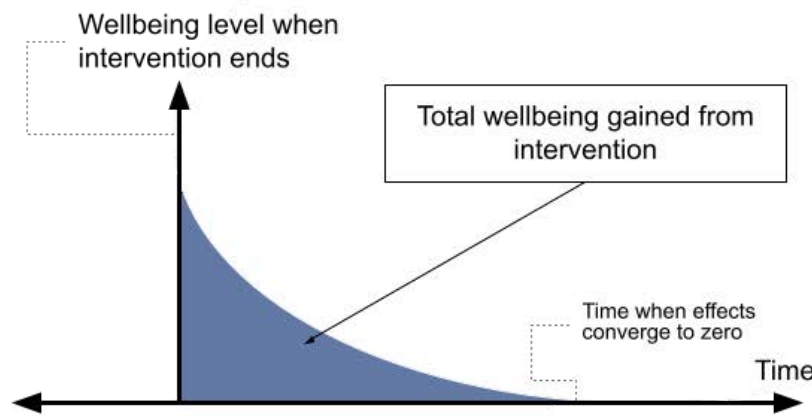 Wellbeing level when
intervention ends
Total wellbeing gained from
intervention
Time when effects
converge to zero
Time